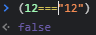 > (12==="12")
< false